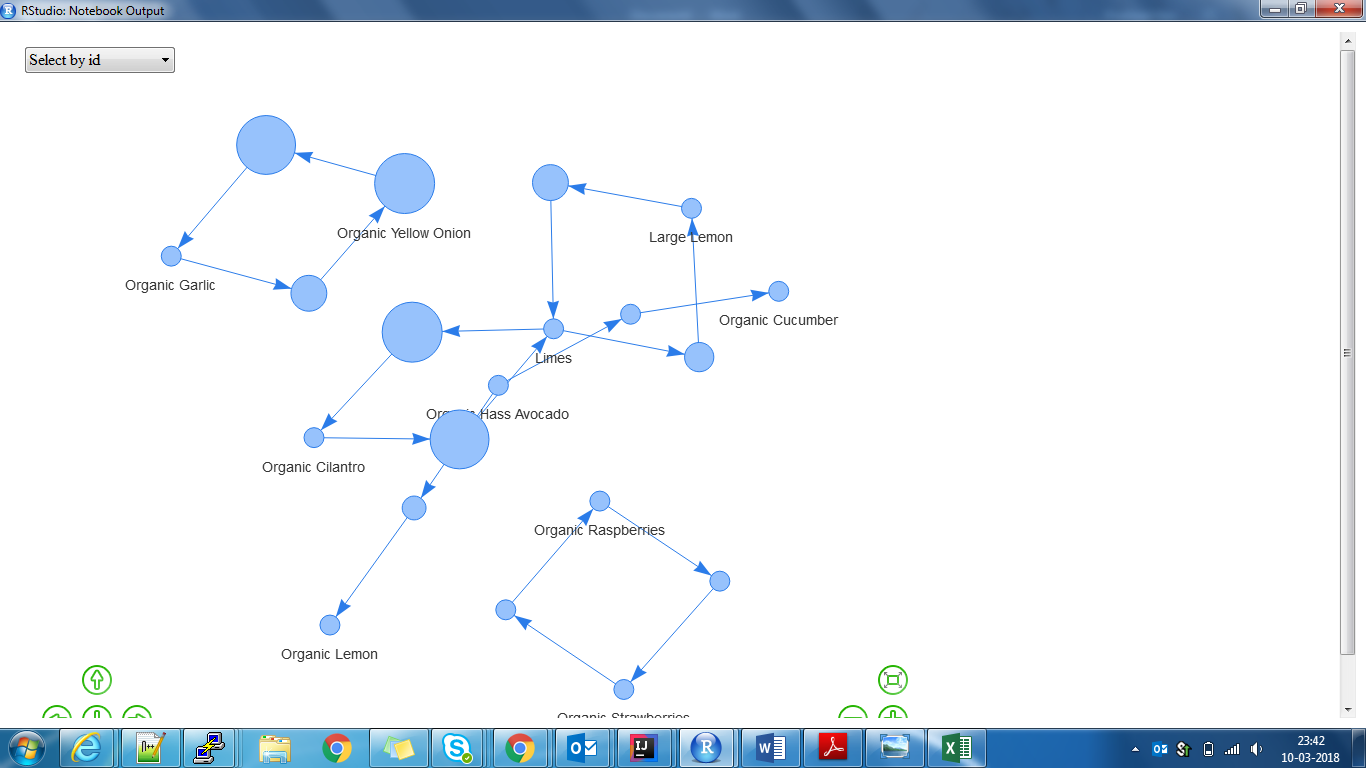 RStudio: Notebook Output
Select by id
Organic Yellow Onion
Large Lemon
Organic Garlic
Organic Cucumber
Limes
Organic Hass Avocado
Organic Cilantro
Organic Raspberries
Organic Lemon
Organic Strawberries
23:42
10-03-2018